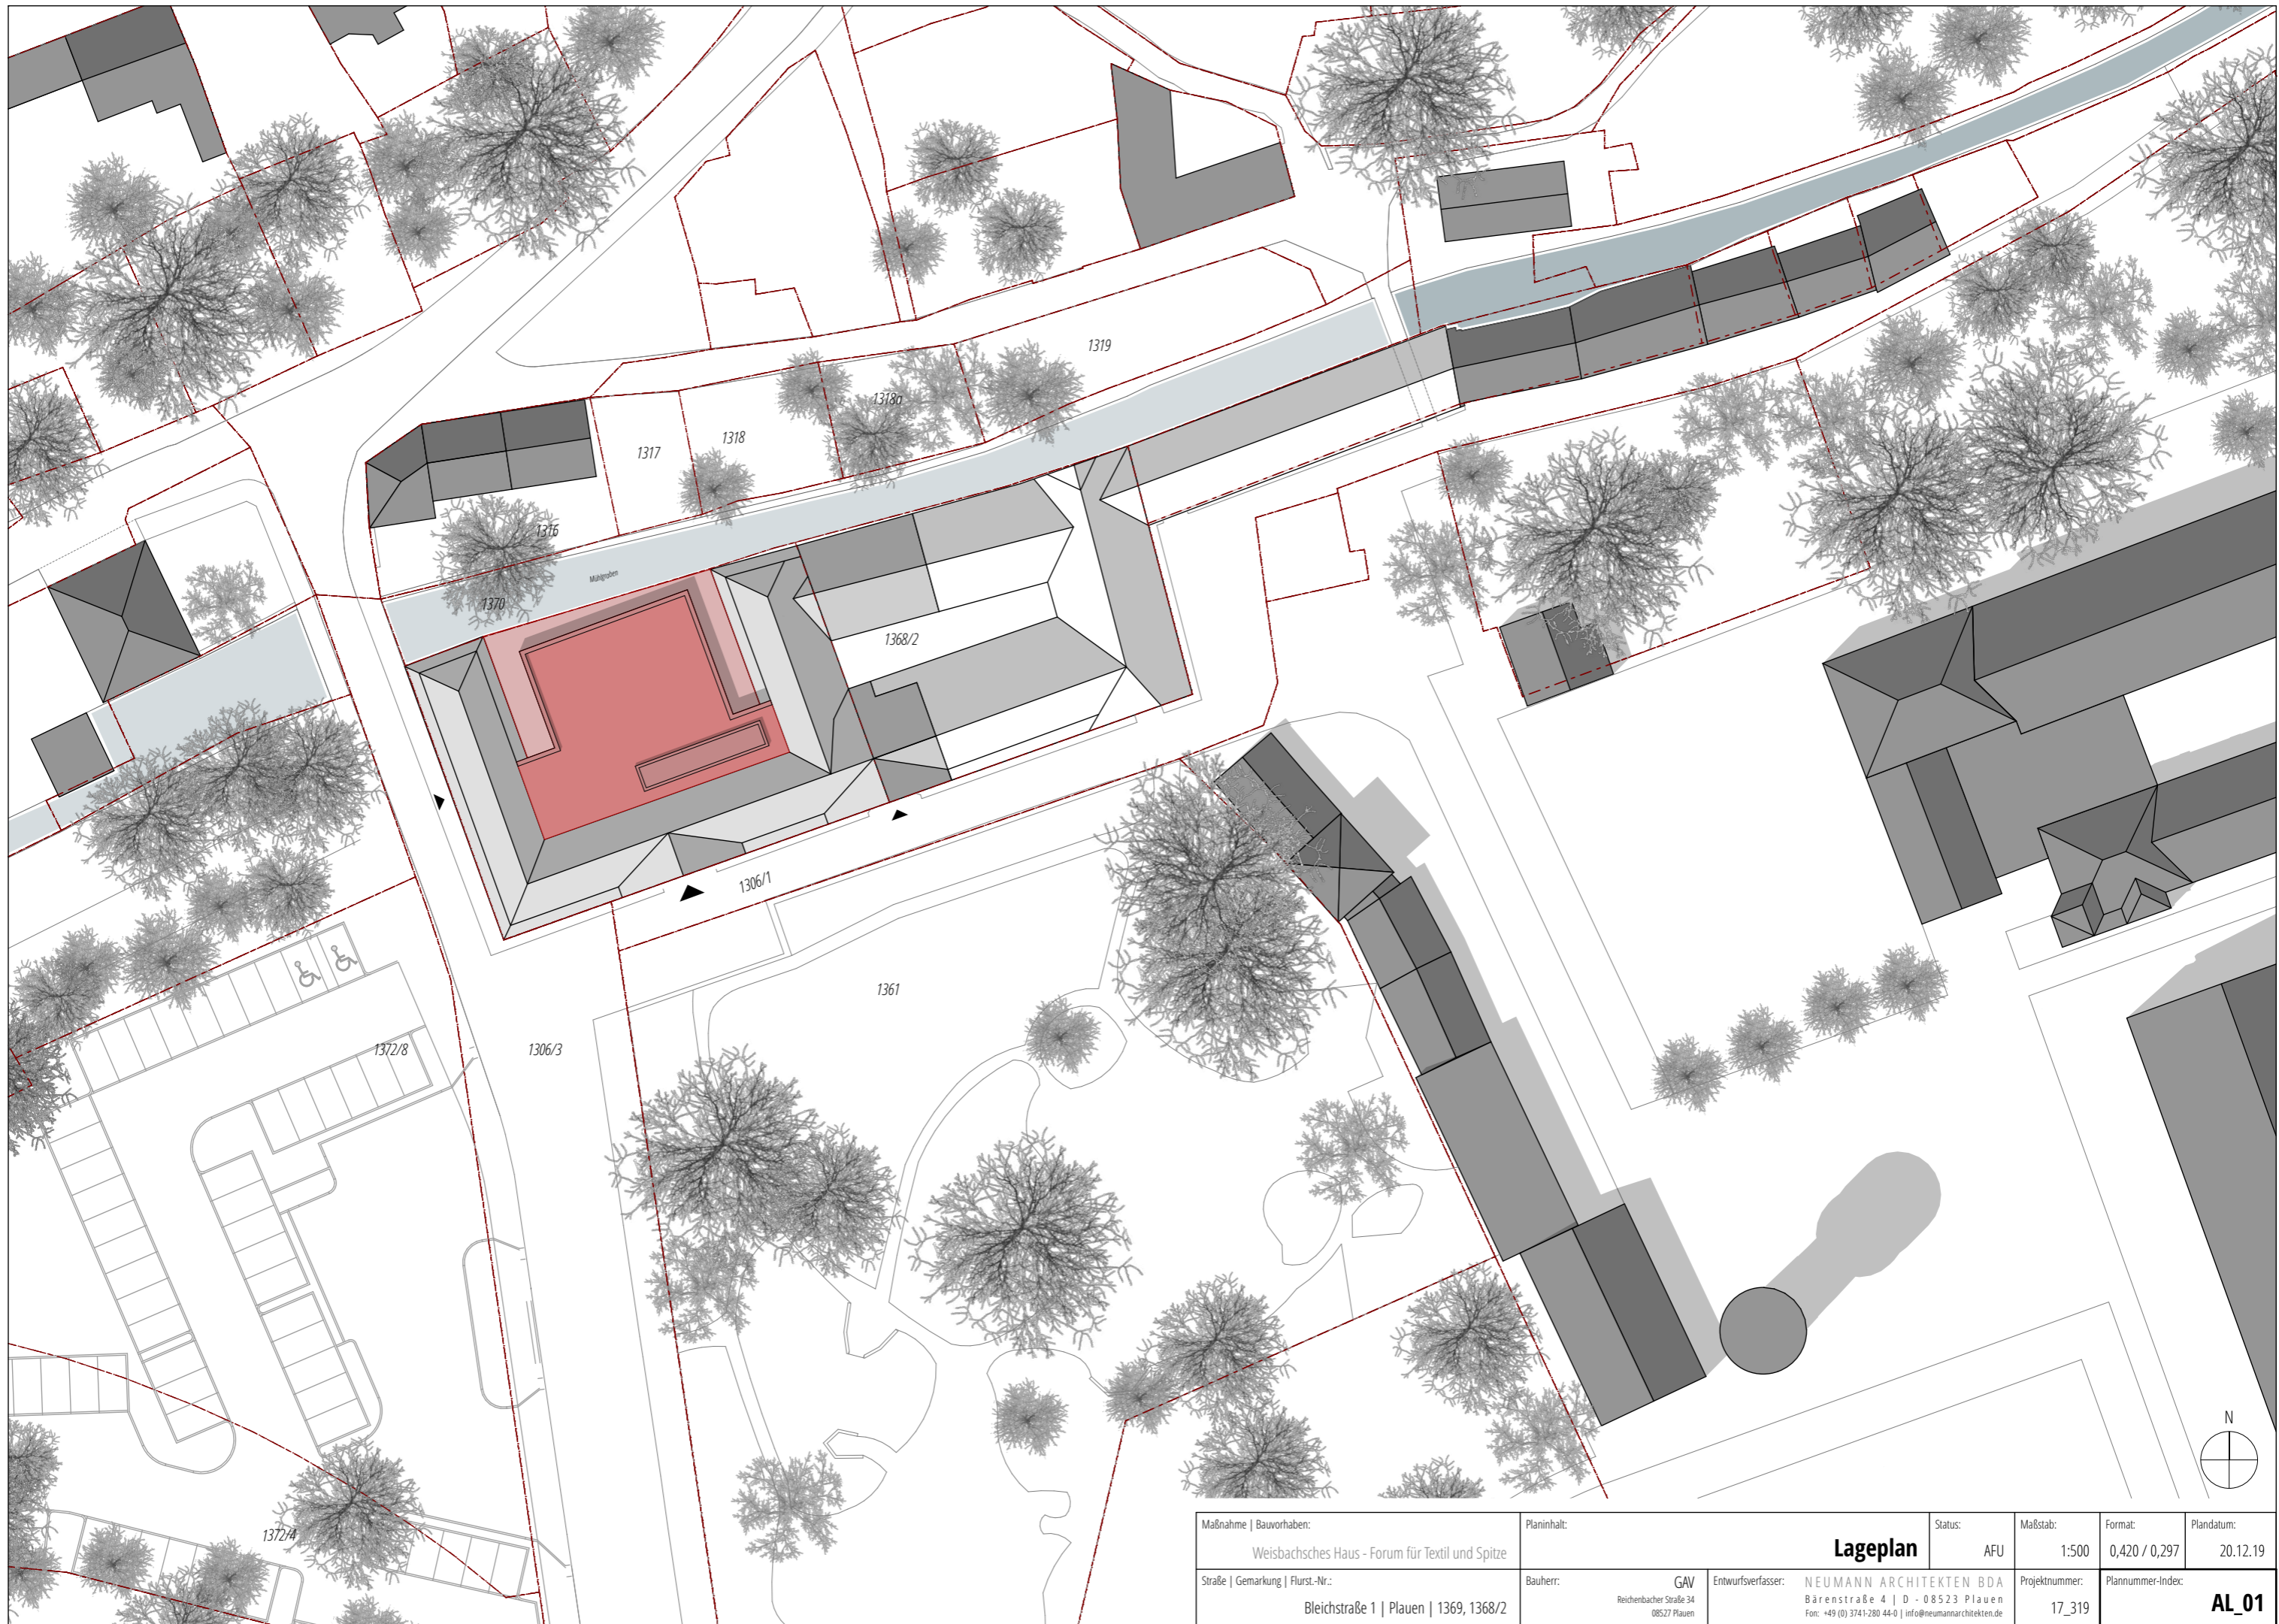 1319
1318a
1318
1317
1316
Mühlgraben
1370
1368/2
1306/1
1361
1372/8
1306/3
1372/4
N
Maßnahme | Bauvorhaben:
Weisbachsches Haus - Forum für Textil und Spitze
Planinhalt:
Lageplan
Status:
AFU
Maßstab:
1:500
Format:
0,420 / 0,297
Plandatum:
20.12.19
Straße | Gemarkung | Flurst.-Nr.:
Bleichstraße 1 | Plauen | 1369, 1368/2
Bauherr:
GAV
Reichenbacher Straße 34
08527 Plauen
Entwurfsverfasser:
NEUMANN ARCHITEKTEN BDA
Bärenstraße 4 | D - 08523 Plauen
Fon: +49 (0) 3741-280 44-0 | info@neumannarchitekten.de
Projektnummer:
17_319
Plannummer-Index:
AL_01